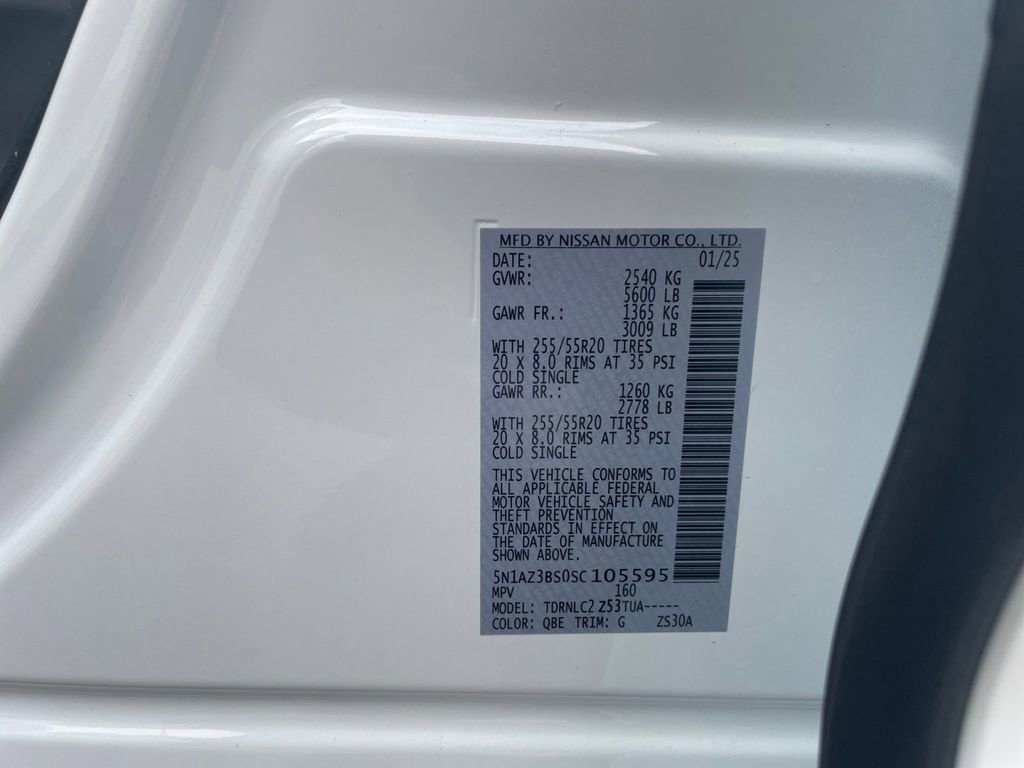 MFD BY NISSAN MOTOR CO., LTD.
DATE: 01/25
GVWR: 2540 KG
5600 LB
GAWR FR.: 1365 KG
3009 LB
WITH 255/55R20 TIRES
20 X 8.0 RIMS AT 35 PSI
COLD SINGLE
GAWR RR.: 1260 KG
2778 LB
WITH 255/55R20 TIRES
20 X 8.0 RIMS AT 35 PSI
COLD SINGLE
THIS VEHICLE CONFORMS TO
ALL APPLICABLE FEDERAL
MOTOR VEHICLE SAFETY AND
THEFT PREVENTION
STANDARDS IN EFFECT ON
THE DATE OF MANUFACTURE
SHOWN ABOVE.
5N1AZ3BS0SC 105595
MPV 160
MODEL: TDRNLC2 Z53TUA-----
COLOR: QBE TRIM: G ZS30A